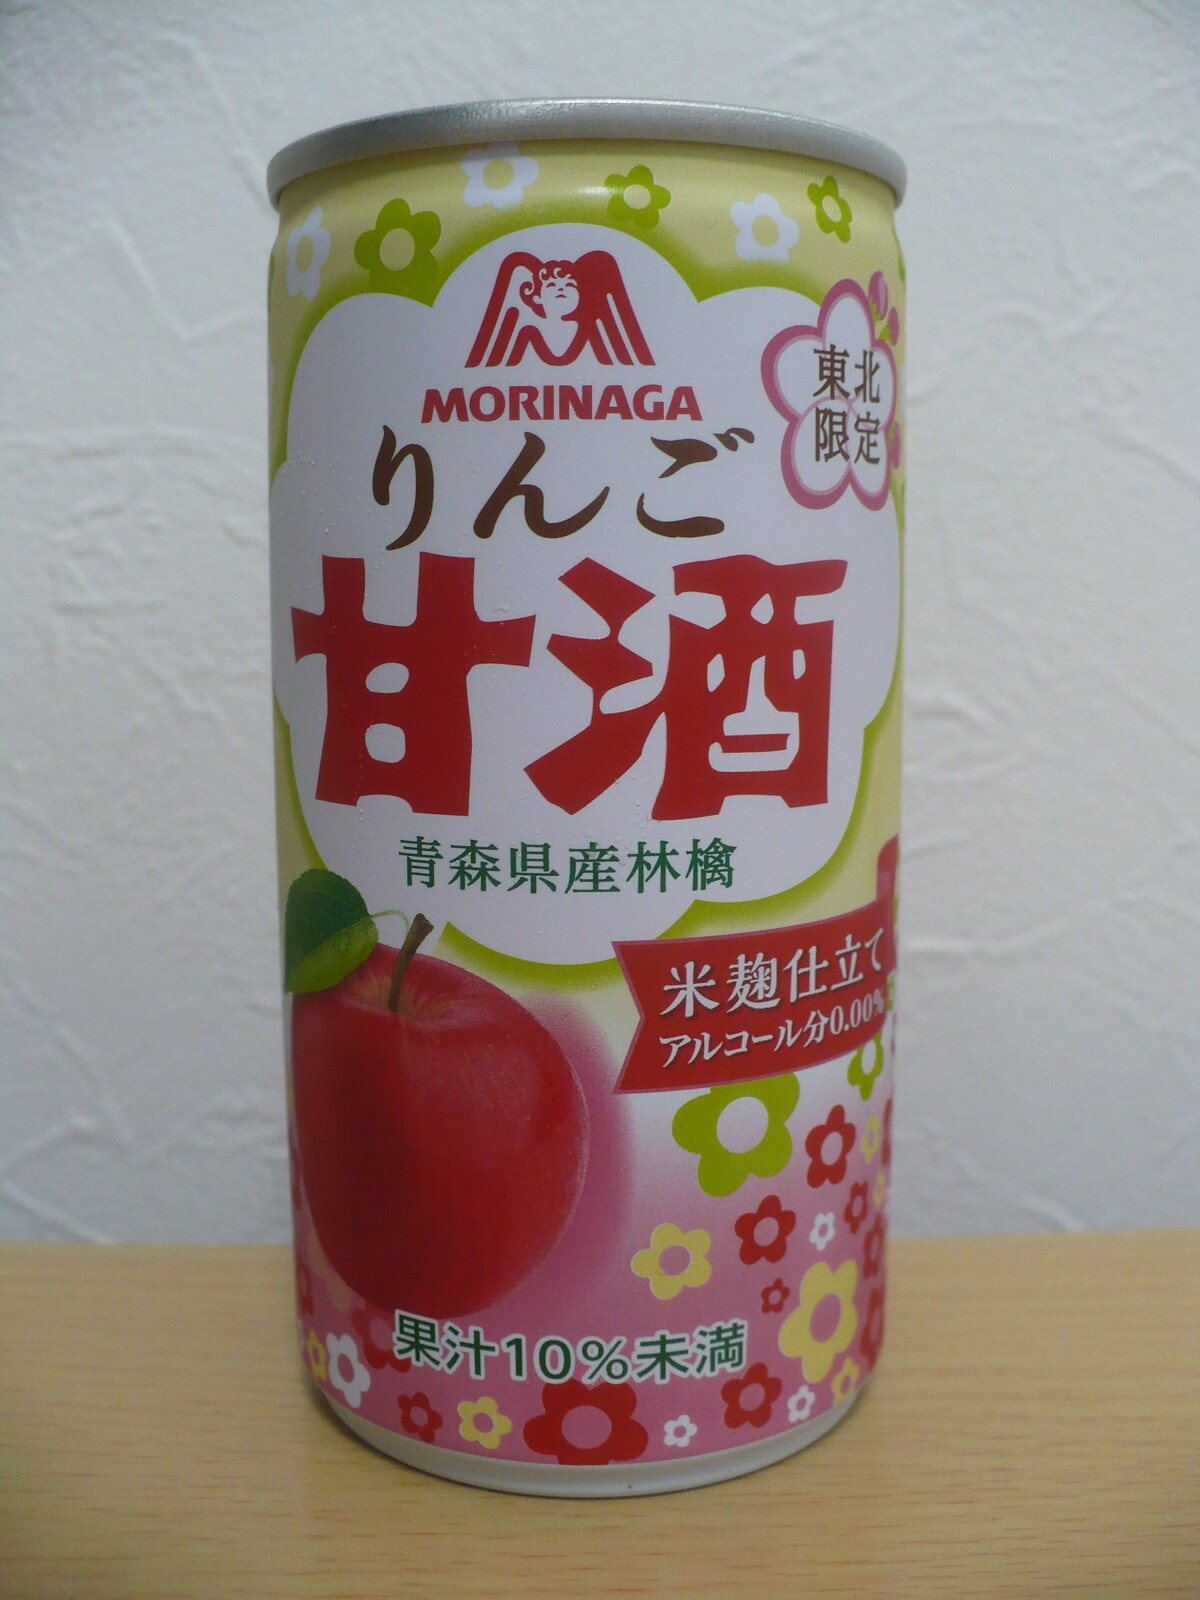 MORINAGA
東北
限定
りんご
甘酒
青森県産林檎
米麹仕立て
アルコール分0.00%
果汁10%未満